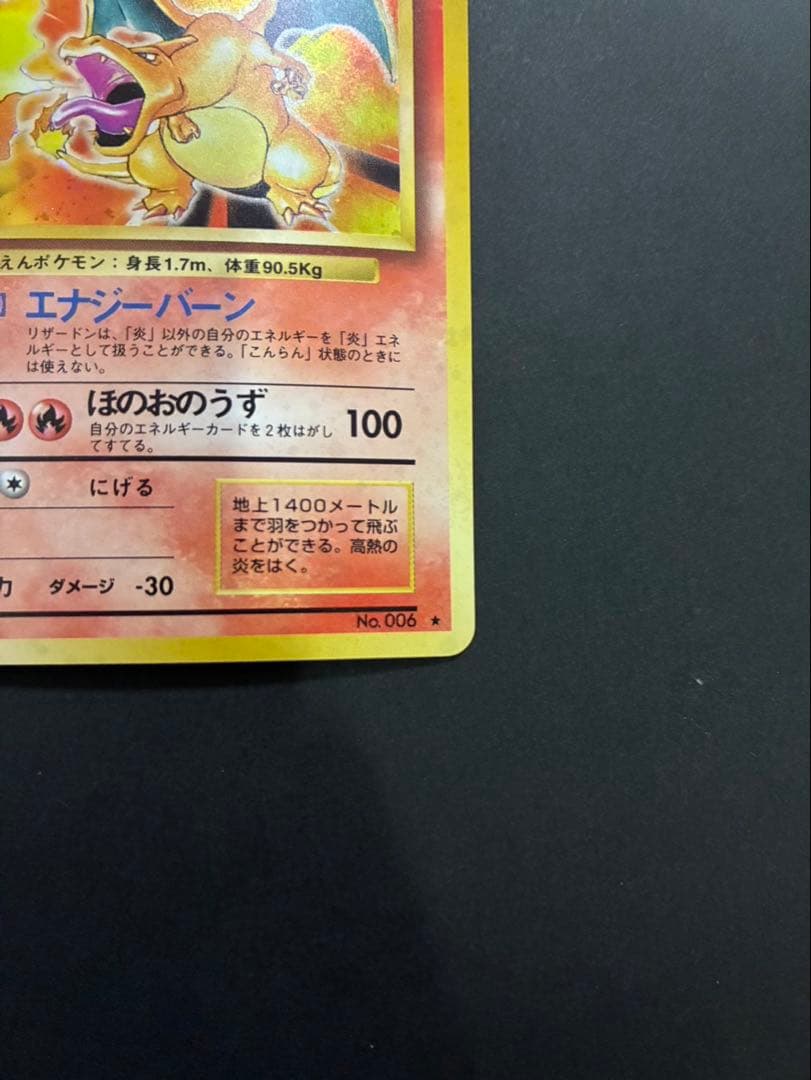 えんポケモン：身長1.7m、体重90.5Kg
エナジーバーン
リザードンは、「炎」以外の自分のエネルギーを「炎」エネ
ルギーとして扱うことができる。「こんらん」状態のときに
は使えない。
ほのおのうず
100
自分のエネルギーカードを2枚はがし
てすてる。
にげる
地上1400メートル
まで羽をつかって飛ぶ
ことができる。高熱の
炎をはく。
力 ダメージ -30
No. 006 ★